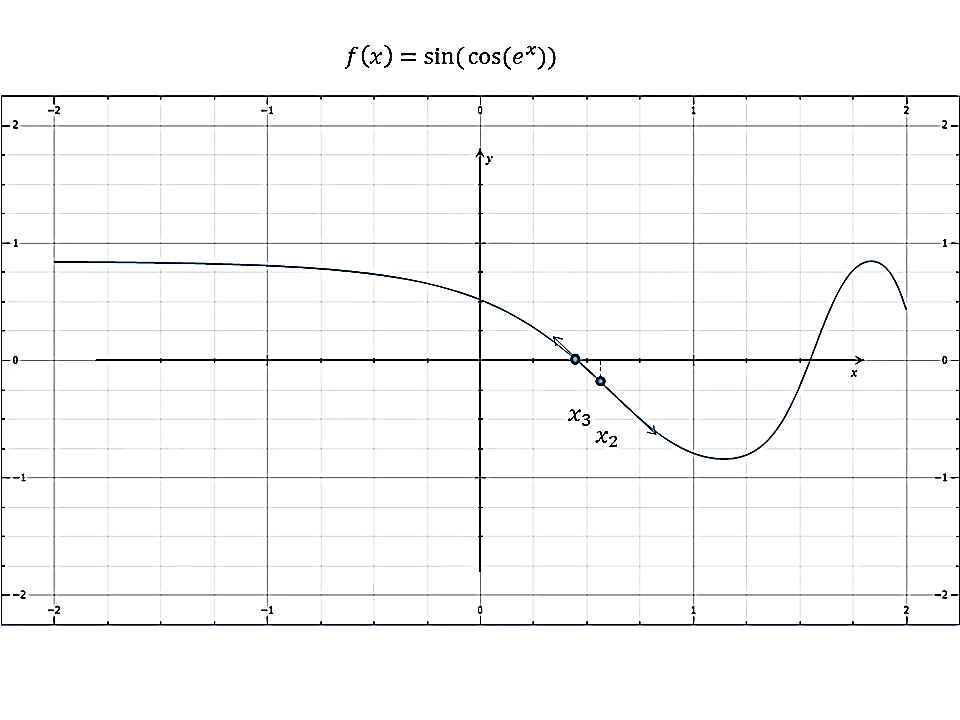 f(x) = sin(cos(eˣ))
-2 -1 0 1 2
2 2
y
1 1
0 0
x
x₃
x₂
-1 -1
-2 -2
-2 -1 0 1 2